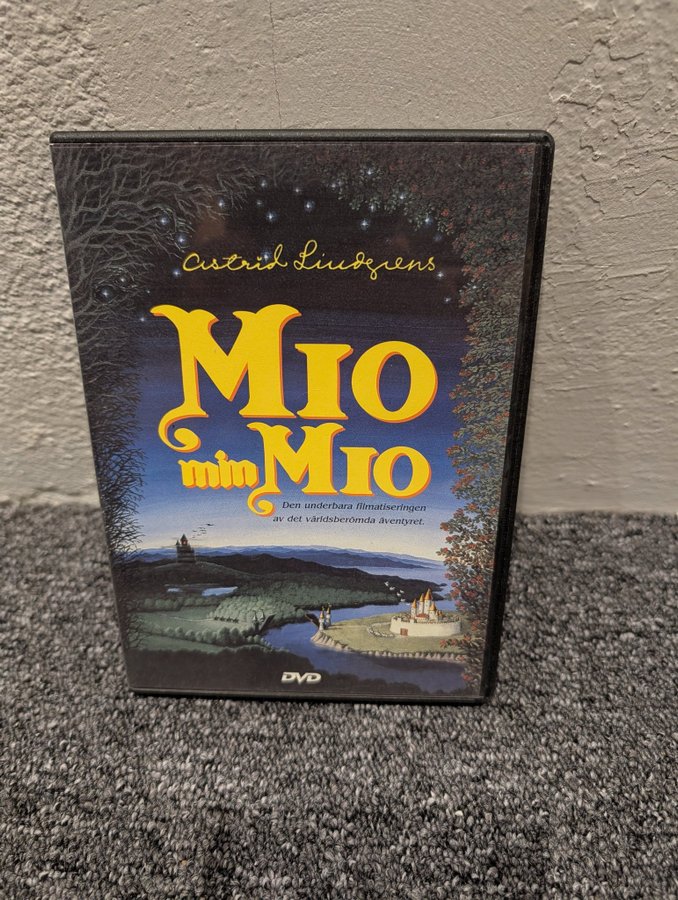 Astrid Lindgrens
MIO
min MIO
Den underbara filmatiseringen
av det världsberömda äventyret.
DVD